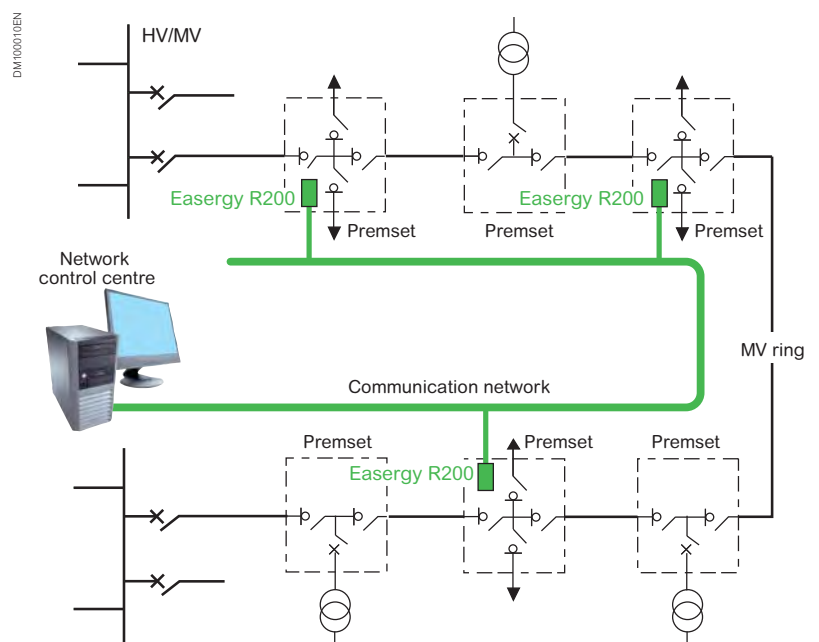 DM100010EN
HV/MV
Easergy R200
Easergy R200
Premset
Premset
Premset
Network
control centre
MV ring
Communication network
Premset
Premset
Premset
Easergy R200